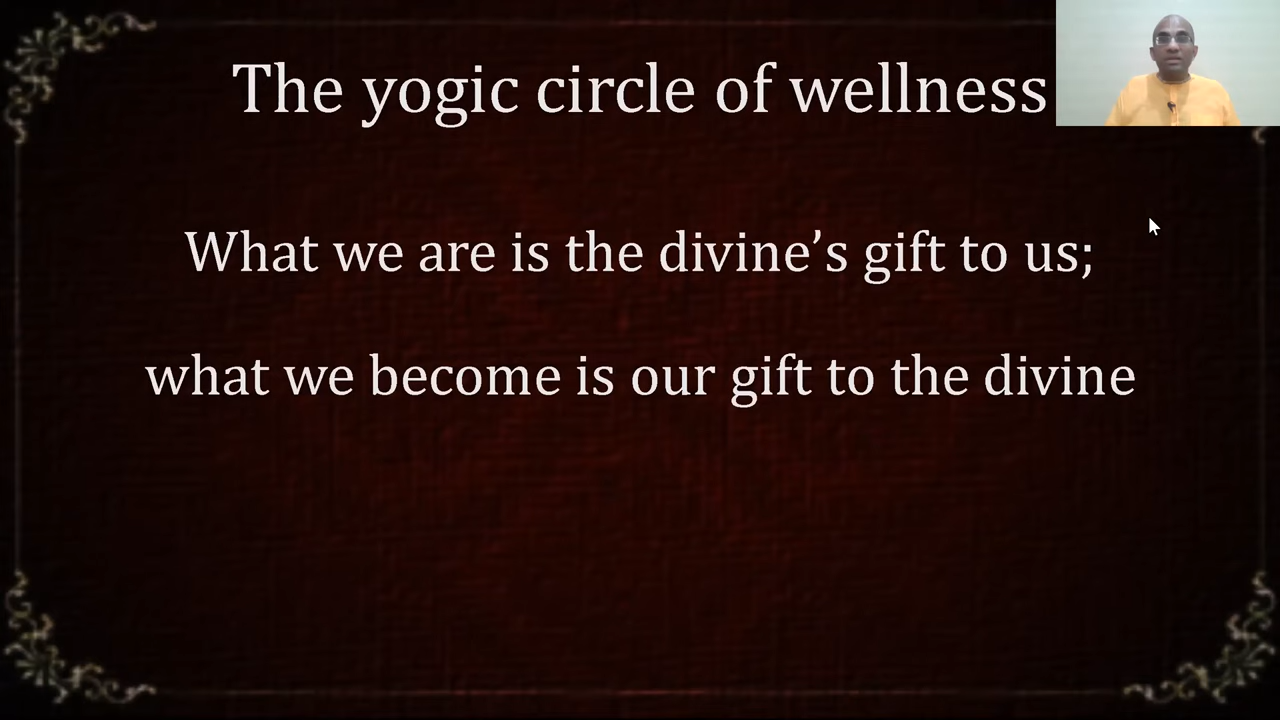 The yogic circle of wellness
What we are is the divine’s gift to us;
what we become is our gift to the divine